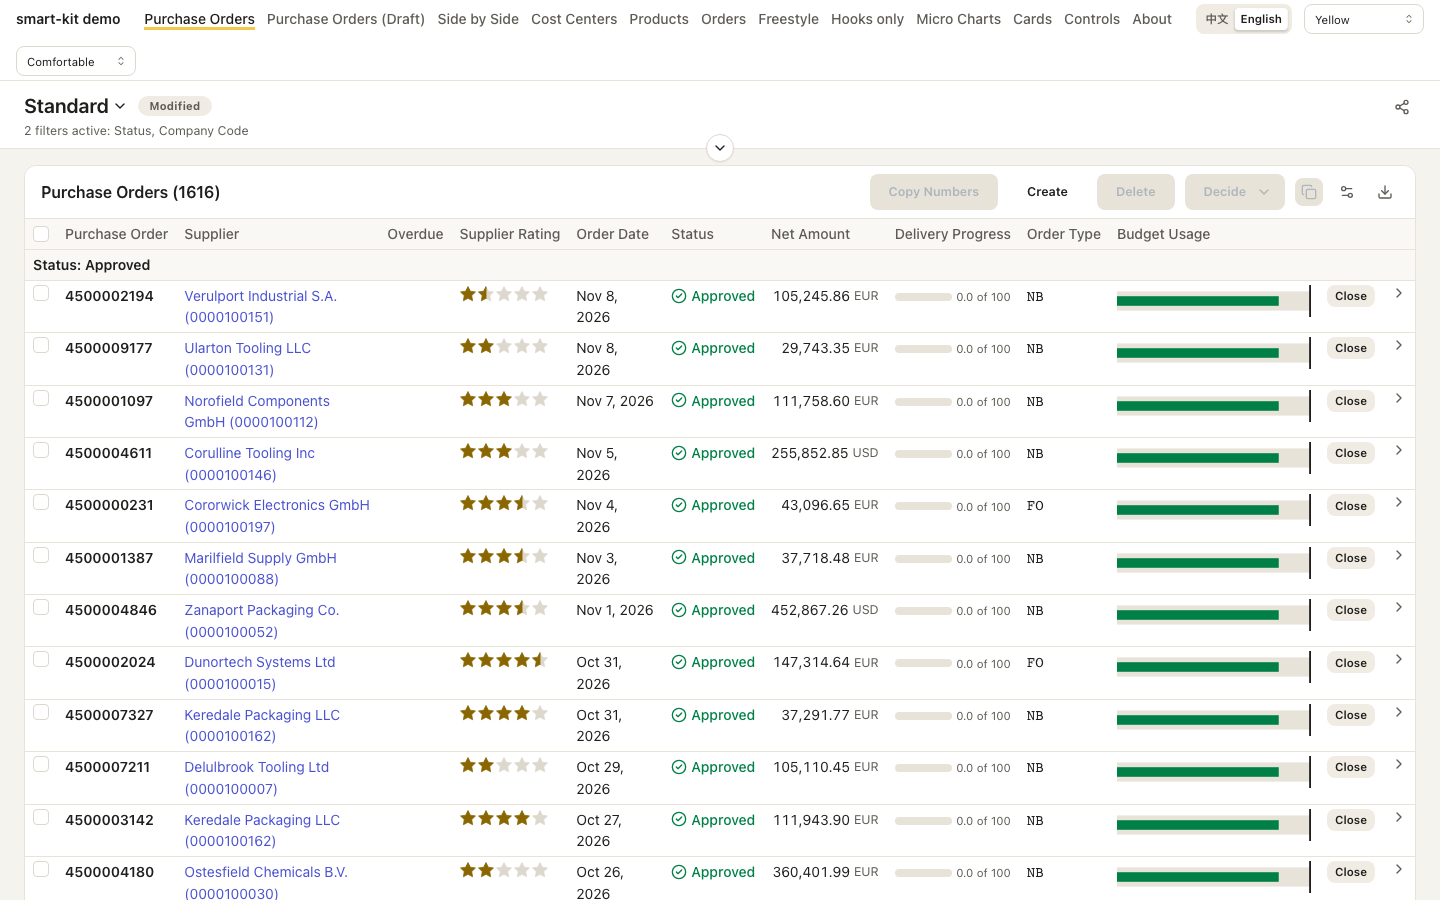 smart-kit demo Purchase Orders Purchase Orders (Draft) Side by Side Cost Centers Products Orders Freestyle Hooks only Micro Charts Cards Controls About 中文 English Yellow
Comfortable
Standard Modified
2 filters active: Status, Company Code
Purchase Orders (1616) Copy Numbers Create Delete Decide
Purchase Order Supplier Overdue Supplier Rating Order Date Status Net Amount Delivery Progress Order Type Budget Usage
Status: Approved
4500002194 Verulport Industrial S.A. Nov 8, Approved 105,245.86 EUR 0.0 of 100 NB Close
(0000100151) 2026
4500009177 Ularton Tooling LLC Nov 8, Approved 29,743.35 EUR 0.0 of 100 NB Close
(0000100131) 2026
4500001097 Norofield Components Nov 7, 2026 Approved 111,758.60 EUR 0.0 of 100 NB Close
GmbH (0000100112)
4500004611 Corulline Tooling Inc Nov 5, Approved 255,852.85 USD 0.0 of 100 NB Close
(0000100146) 2026
4500000231 Cororwick Electronics GmbH Nov 4, Approved 43,096.65 EUR 0.0 of 100 FO Close
(0000100197) 2026
4500001387 Marilfield Supply GmbH Nov 3, Approved 37,718.48 EUR 0.0 of 100 NB Close
(0000100088) 2026
4500004846 Zanaport Packaging Co. Nov 1, 2026 Approved 452,867.26 USD 0.0 of 100 NB Close
(0000100052)
4500002024 Dunortech Systems Ltd Oct 31, Approved 147,314.64 EUR 0.0 of 100 FO Close
(0000100015) 2026
4500007327 Keredale Packaging LLC Oct 31, Approved 37,291.77 EUR 0.0 of 100 NB Close
(0000100162) 2026
4500007211 Delulbrook Tooling Ltd Oct 29, Approved 105,110.45 EUR 0.0 of 100 NB Close
(0000100007) 2026
4500003142 Keredale Packaging LLC Oct 27, Approved 111,943.90 EUR 0.0 of 100 NB Close
(0000100162) 2026
4500004180 Ostesfield Chemicals B.V. Oct 26, Approved 360,401.99 EUR 0.0 of 100 NB Close
(0000100030) 2026